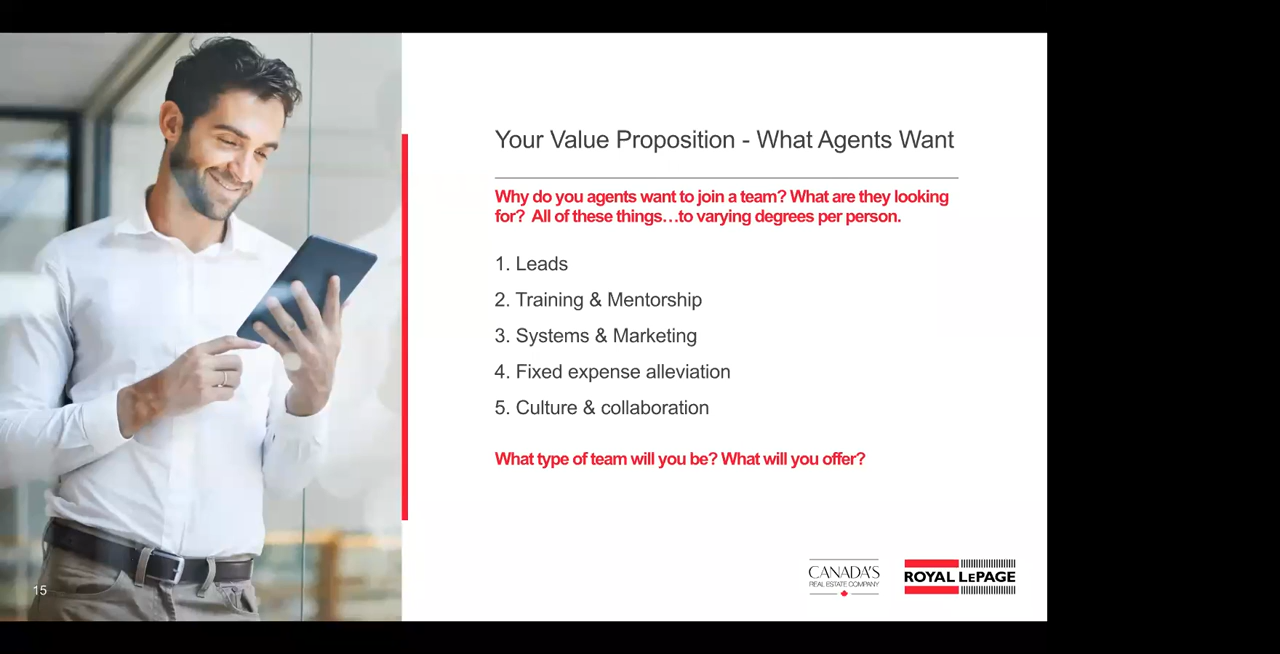 Your Value Proposition - What Agents Want
Why do you agents want to join a team? What are they looking
for? All of these things...to varying degrees per person.
1. Leads
2. Training & Mentorship
3. Systems & Marketing
4. Fixed expense alleviation
5. Culture & collaboration
What type of team will you be? What will you offer?
15
CANADA'S
REAL ESTATE COMPANY
ROYAL LEPAGE